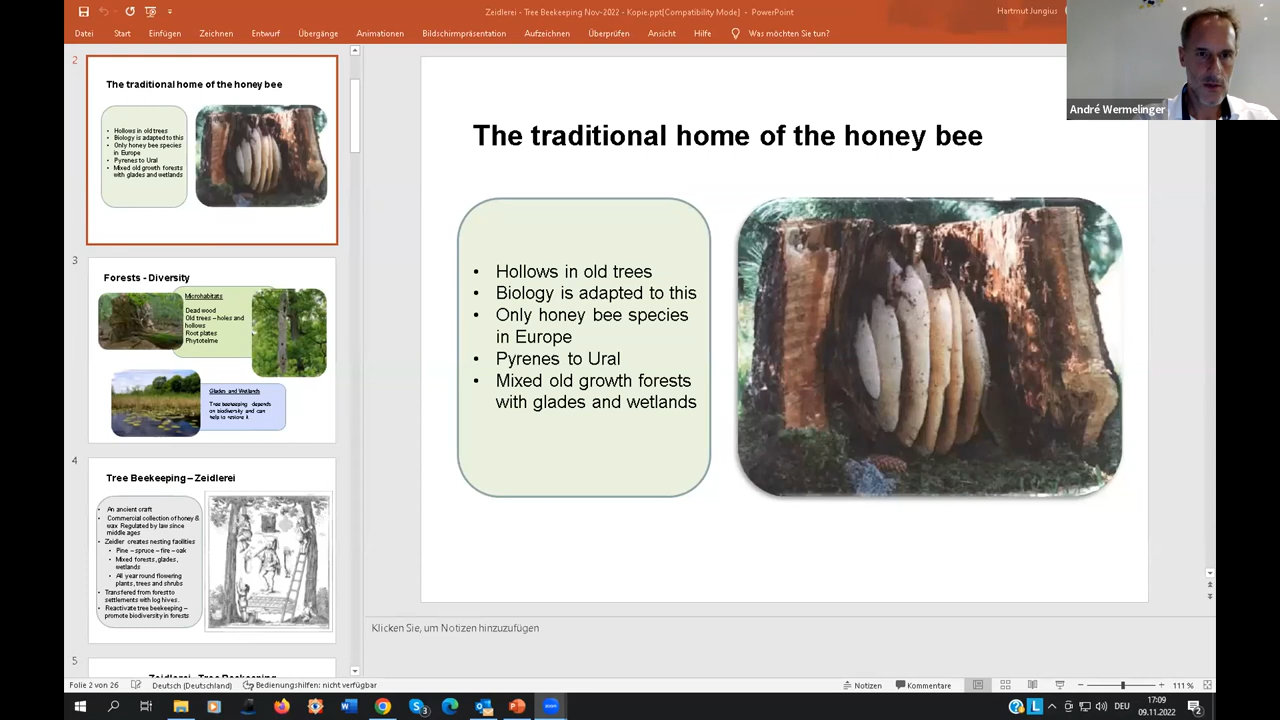 Zeidlerei - Tree Beekeeping Nov-2022 - Kopie.ppt[Compatibility Mode] - PowerPoint
Hartmut Jungius
Datei Start Einfügen Zeichnen Entwurf Übergänge Animationen Bildschirmpräsentation Aufzeichnen Überprüfen Ansicht Hilfe Was möchten Sie tun?
André Wermelinger
2
The traditional home of the honey bee
• Hollows in old trees
• Biology is adapted to this
• Only honey bee species
in Europe
• Pyrenes to Ural
• Mixed old growth forests
with glades and wetlands
3
Forests - Diversity
Microhabitats
Dead wood
Old trees – holes and
hollows
Root plates
Phytotelme
Glades and Wetlands
Tree beekeeping depends
on biodiversity and can
help to restore it.
4
Tree Beekeeping – Zeidlerei
• An ancient craft
• Commercial collection of honey &
wax. Regulated by law since
middle ages
• Zeidler creates nesting facilities
• Pine – spruce – fire – oak
• Mixed forests, glades,
wetlands
• All year round flowering
plants, trees and shrubs
• Transfered from forest to
settlements with log hives.
• Reactivate tree beekeeping –
promote biodiversity in forests
5
Zeidlerei - Tree Beekeeping
The traditional home of the honey bee
• Hollows in old trees
• Biology is adapted to this
• Only honey bee species
in Europe
• Pyrenes to Ural
• Mixed old growth forests
with glades and wetlands
Klicken Sie, um Notizen hinzuzufügen
Folie 2 von 26 Deutsch (Deutschland) Bedienungshilfen: nicht verfügbar Notizen Kommentare 111 %
3 DEU 17:09
09.11.2022 2